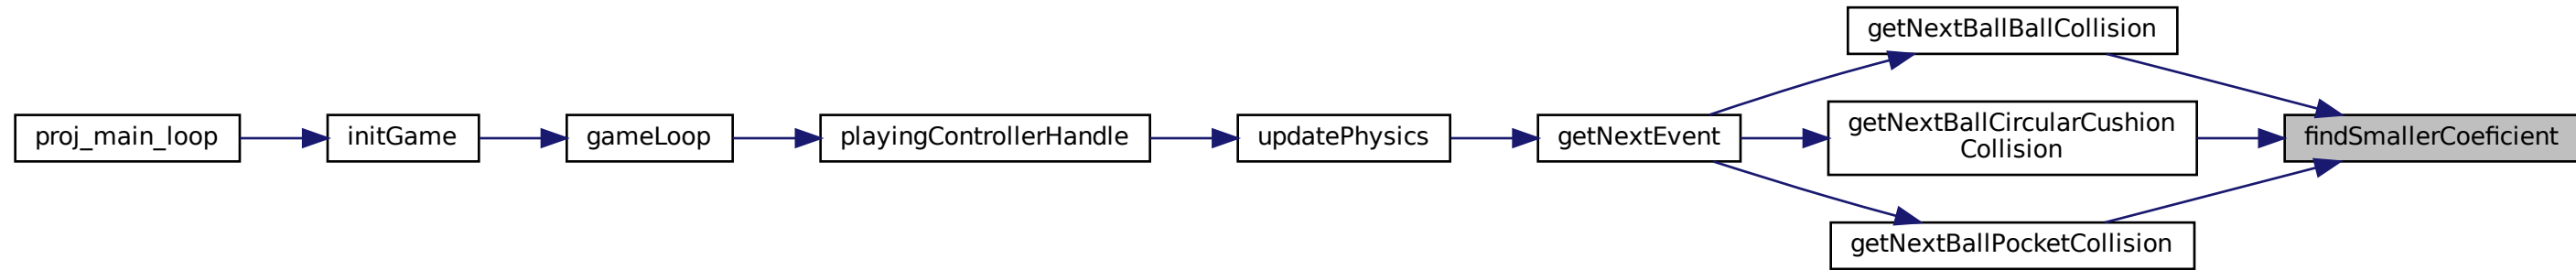 proj_main_loop
initGame
gameLoop
playingControllerHandle
updatePhysics
getNextEvent
getNextBallBallCollision
getNextBallCircularCushion
Collision
getNextBallPocketCollision
findSmallerCoeficient